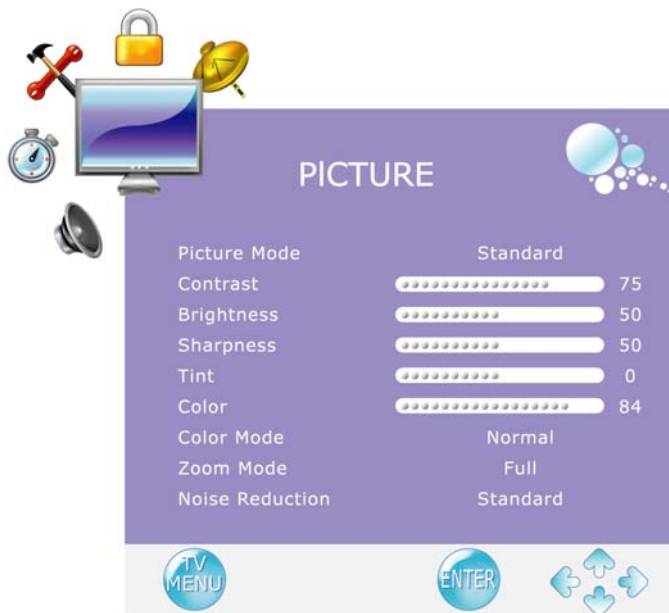 PICTURE
Picture Mode Standard
Contrast 75
Brightness 50
Sharpness 50
Tint 0
Color 84
Color Mode Normal
Zoom Mode Full
Noise Reduction Standard
TV MENU
ENTER